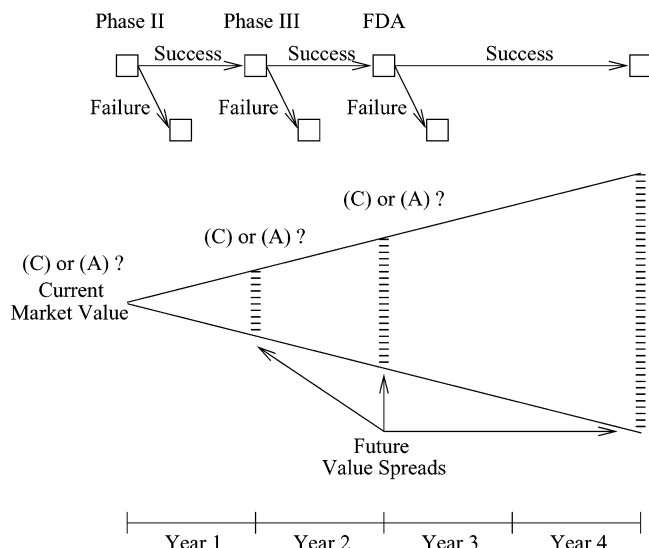 Phase II Phase III FDA
Success Success Success
Failure Failure Failure
(C) or (A) ?
(C) or (A) ?
(C) or (A) ?
Current
Market Value
Future
Value Spreads
Year 1 Year 2 Year 3 Year 4